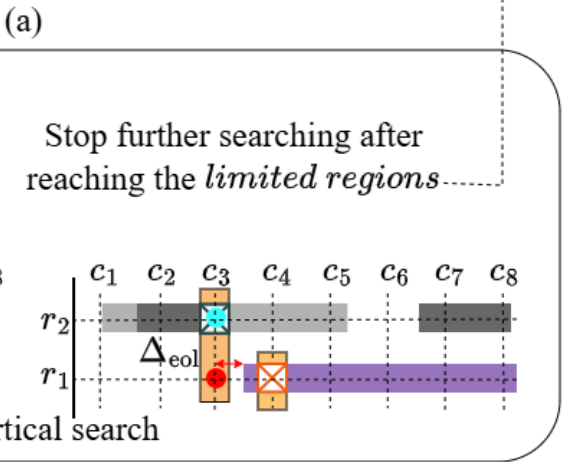 (a)
Stop further searching after
reaching the limited regions
c₁ c₂ c₃ c₄ c₅ c₆ c₇ c₈
r₂
Δeol
r₁
search